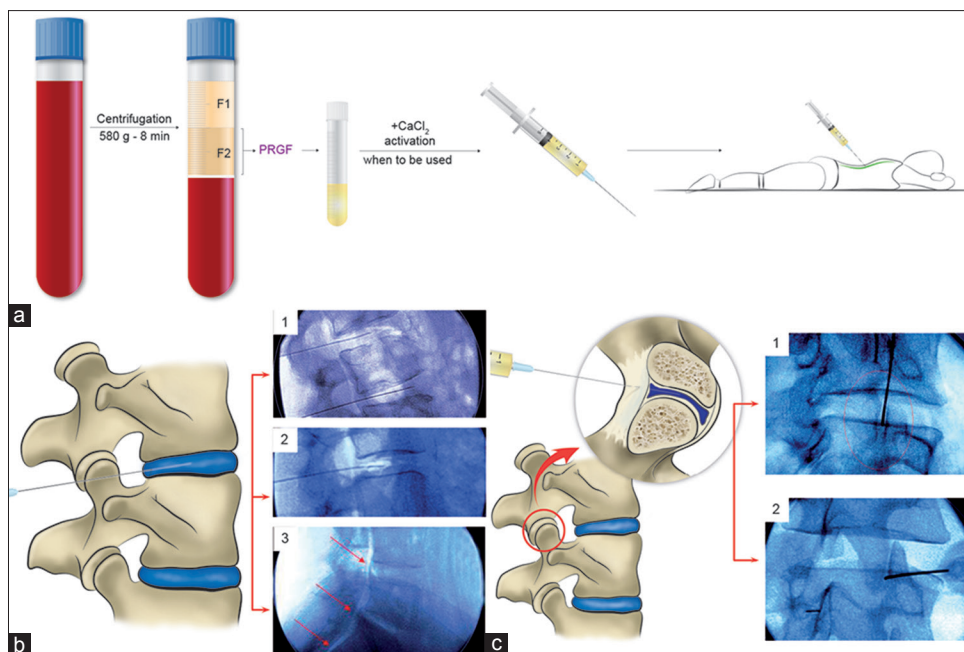 Centrifugation
580 g - 8 min
F1
F2
PRGF
+CaCl₂
activation
when to be used
a
1
2
3
b
1
2
c